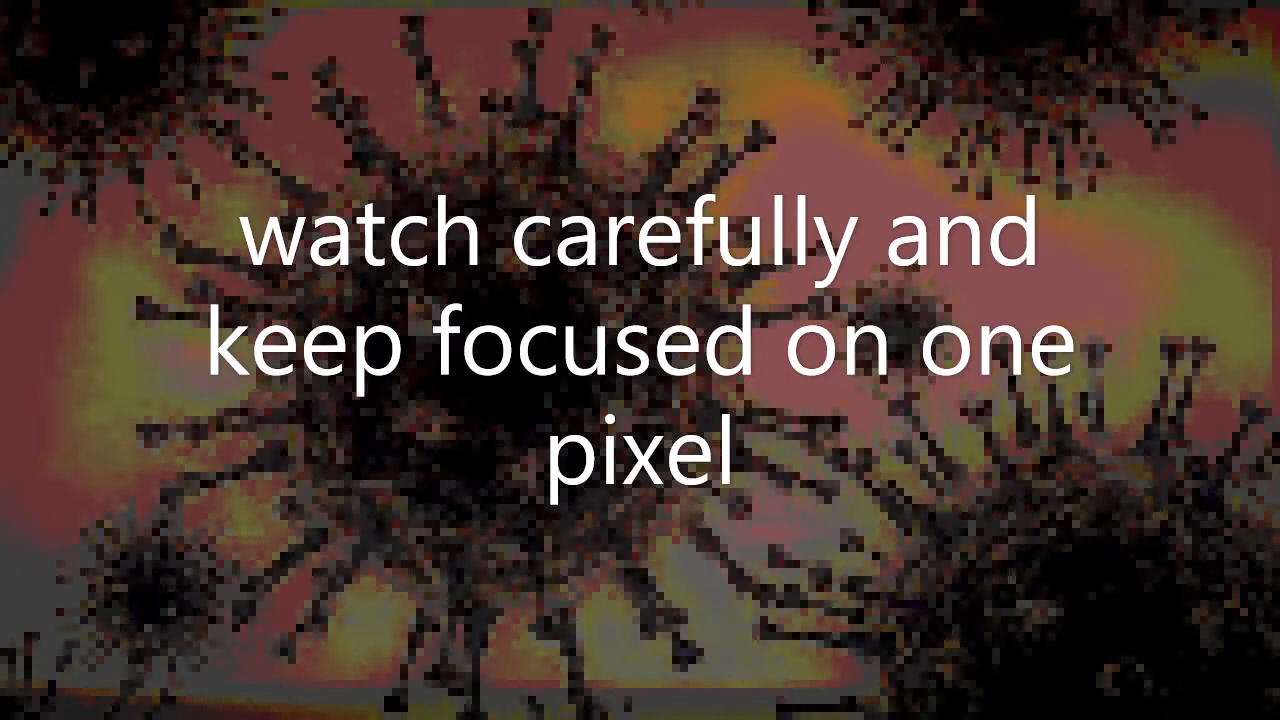 watch carefully and
keep focused on one
pixel